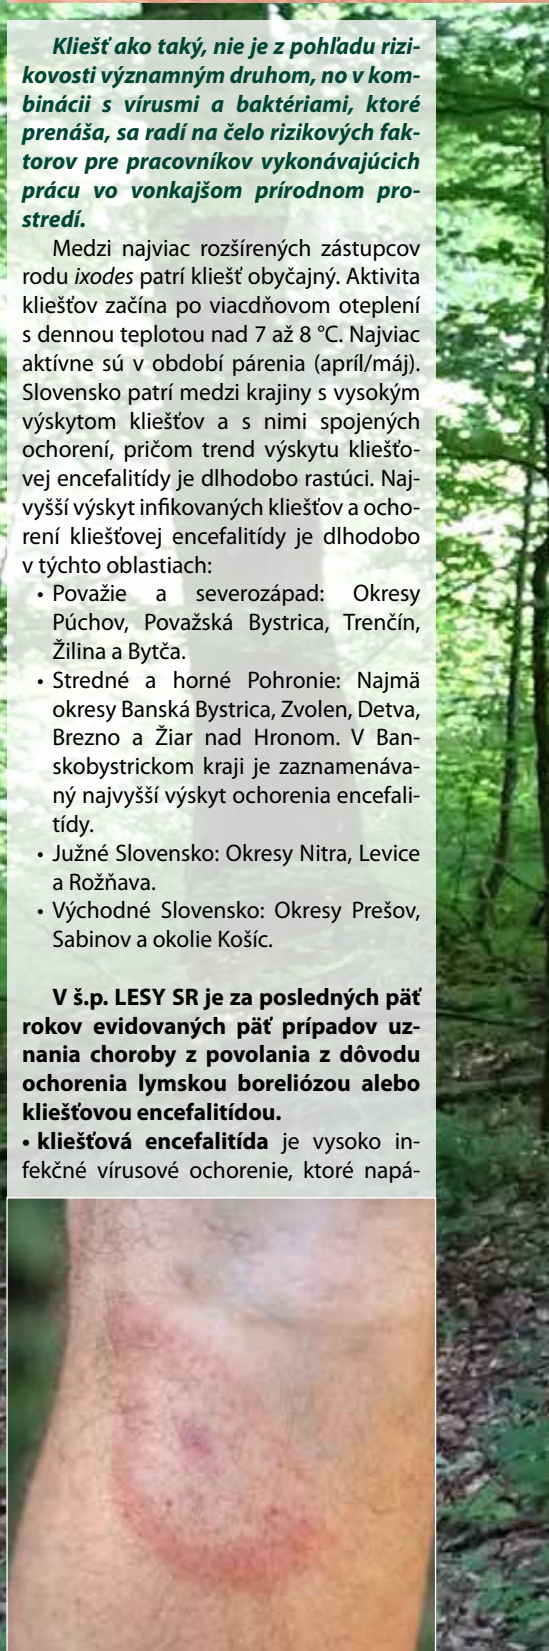 Kliešť ako taký, nie je z pohľadu rizi-
kovosti významným druhom, no v kom-
binácii s vírusmi a baktériami, ktoré
prenáša, sa radí na čelo rizikových fak-
torov pre pracovníkov vykonávajúcich
prácu vo vonkajšom prírodnom pro-
stredí.
Medzi najviac rozšírených zástupcov
rodu ixodes patrí kliešť obyčajný. Aktivita
kliešťov začína po viacdňovom oteplení
s dennou teplotou nad 7 až 8 °C. Najviac
aktívne sú v období párenia (apríl/máj).
Slovensko patrí medzi krajiny s vysokým
výskytom kliešťov a s nimi spojených
ochorení, pričom trend výskytu kliešťo-
vej encefalitídy je dlhodobo rastúci. Naj-
vyšší výskyt infikovaných kliešťov a ocho-
rení kliešťovej encefalitídy je dlhodobo
v týchto oblastiach:
• Považie a severozápad: Okresy
Púchov, Považská Bystrica, Trenčín,
Žilina a Bytča.
• Stredné a horné Pohronie: Najmä
okresy Banská Bystrica, Zvolen, Detva,
Brezno a Žiar nad Hronom. V Ban-
skobystrickom kraji je zaznamenáva-
ný najvyšší výskyt ochorenia encefali-
tídy.
• Južné Slovensko: Okresy Nitra, Levice
a Rožňava.
• Východné Slovensko: Okresy Prešov,
Sabinov a okolie Košíc.
V š.p. LESY SR je za posledných päť
rokov evidovaných päť prípadov uz-
nania choroby z povolania z dôvodu
ochorenia lymskou boreliózou alebo
kliešťovou encefalitídou.
• kliešťová encefalitída je vysoko in-
fekčné vírusové ochorenie, ktoré napá-